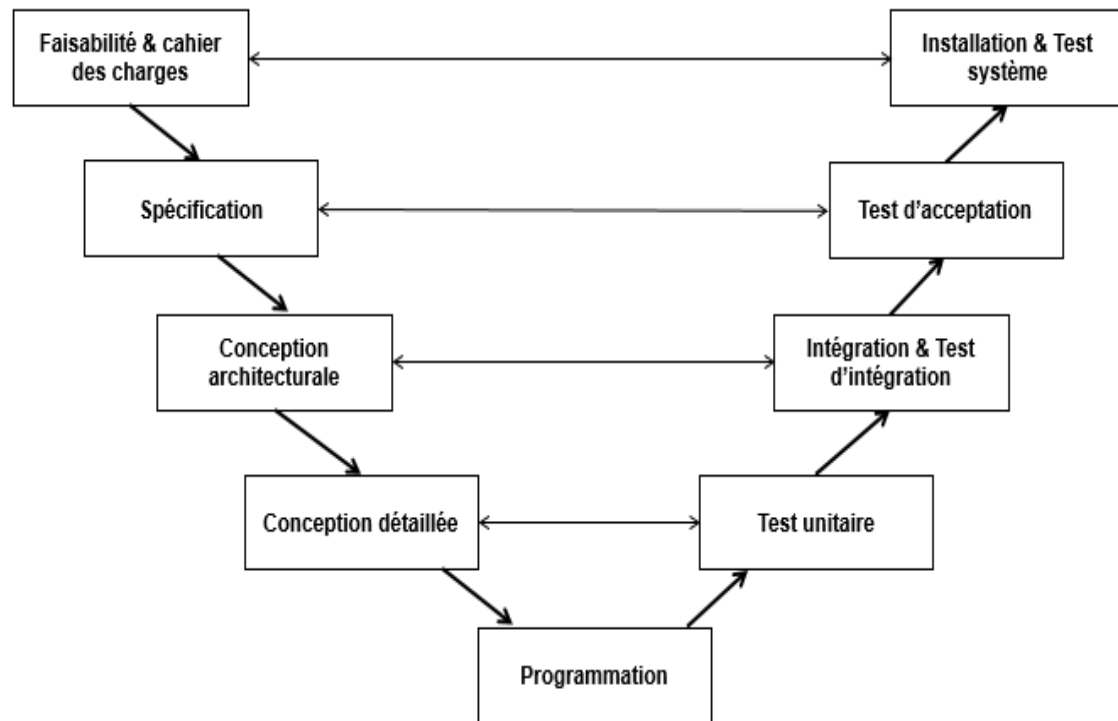 Faisabilité & cahier
des charges
Installation & Test
système
Spécification
Test d’acceptation
Conception
architecturale
Intégration & Test
d’intégration
Conception détaillée
Test unitaire
Programmation